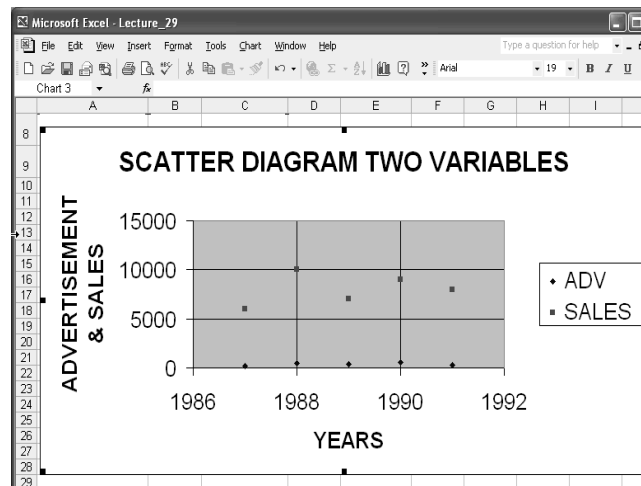 Microsoft Excel - Lecture_29
File Edit View Insert Format Tools Chart Window Help Type a question for help
Arial 19 B I U
Chart 3 fx
A B C D E F G H I
8
9
10
11
12
13
14
15
16
17
18
19
20
21
22
23
24
25
26
27
28
29
SCATTER DIAGRAM TWO VARIABLES
ADVERTISEMENT
& SALES
15000
10000
5000
0
1986 1988 1990 1992
YEARS
ADV
SALES